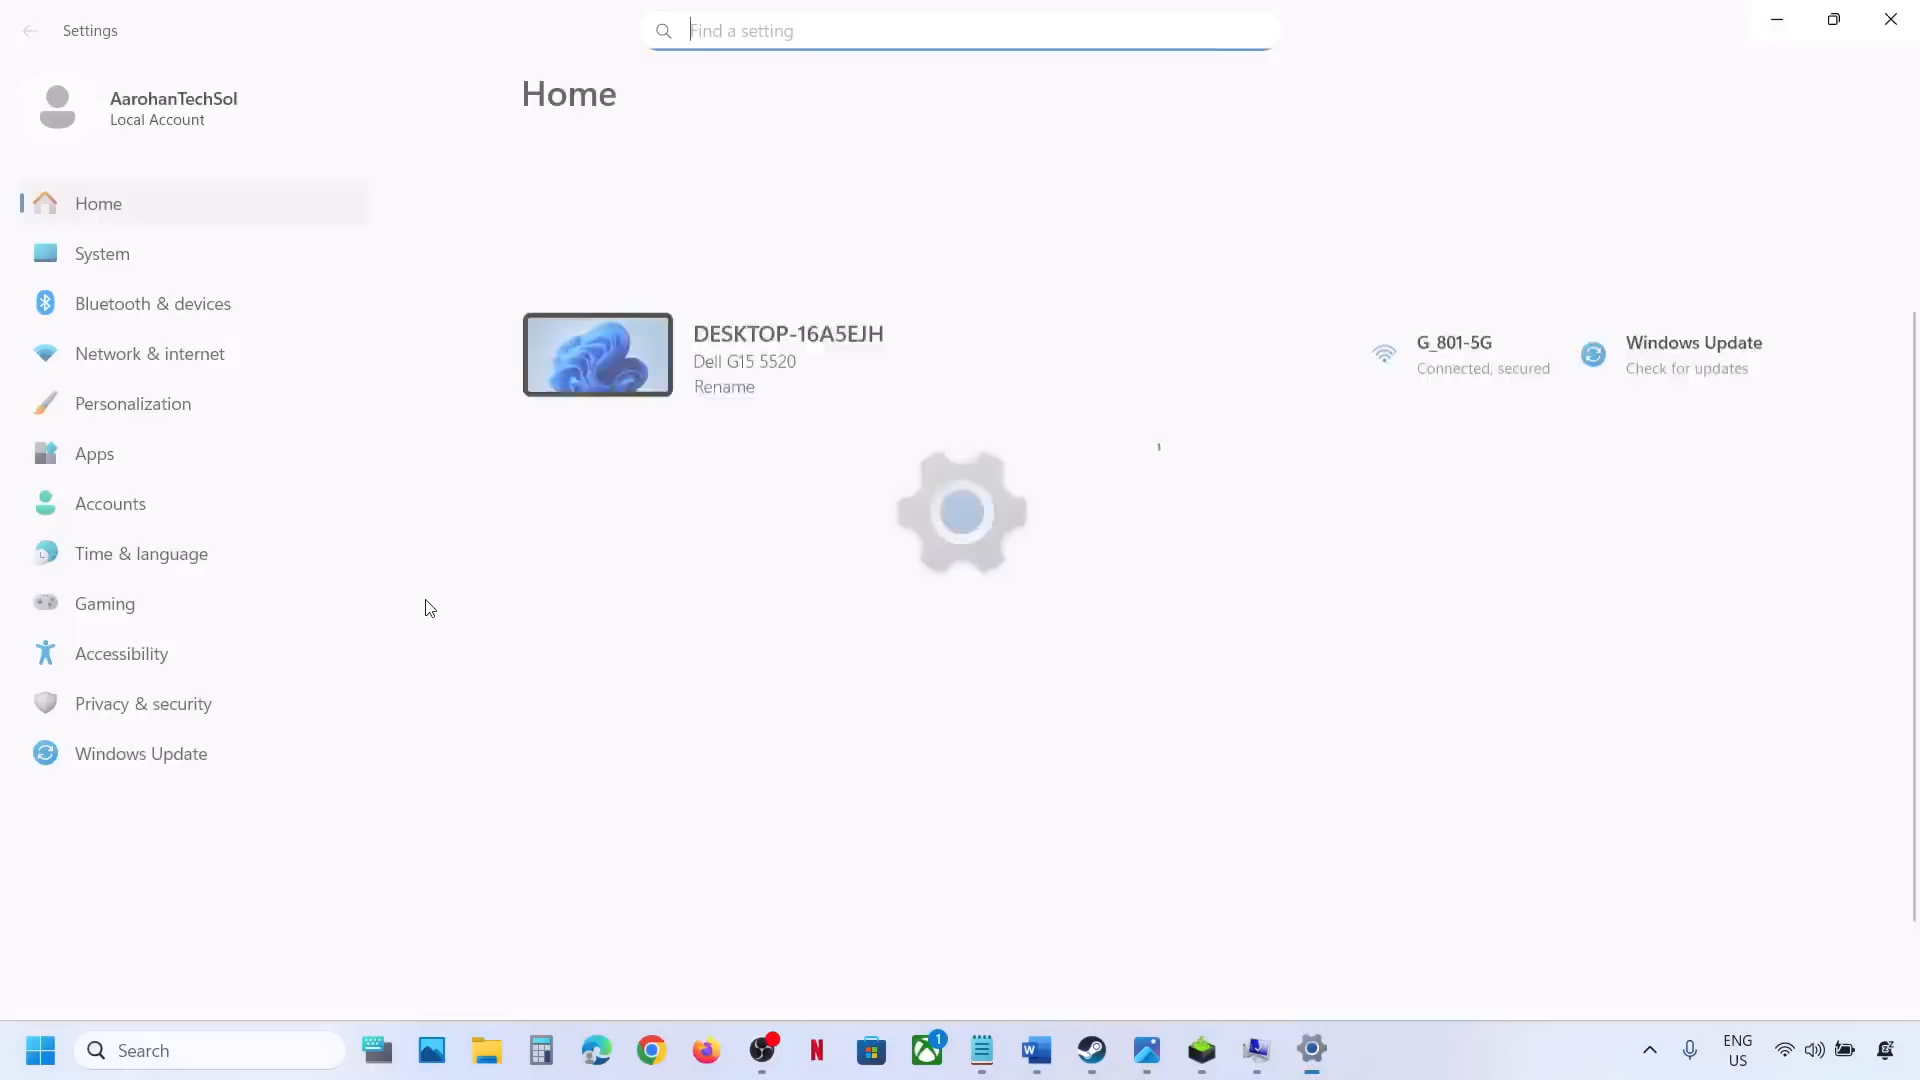 Settings
Find a setting
AarohanTechSol
Local Account
Home
System
Bluetooth & devices
Network & internet
Personalization
Apps
Accounts
Time & language
Gaming
Accessibility
Privacy & security
Windows Update
Home
DESKTOP-16A5EJH
Dell G15 5520
Rename
G_801-5G
Connected, secured
Windows Update
Check for updates
Search
1
ENG
US